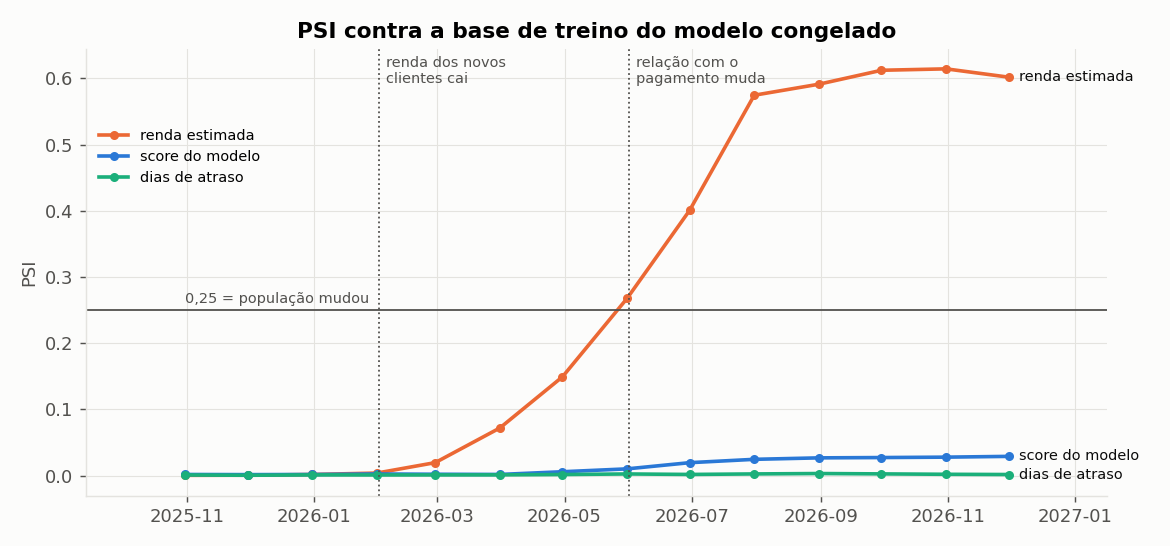 PSI contra a base de treino do modelo congelado
renda dos novos
clientes cai
relação com o
pagamento muda
0.6
0.5
0.4
0.3
0.2
0.1
0.0
PSI
renda estimada
score do modelo
dias de atraso
0,25 = população mudou
renda estimada
score do modelo
dias de atraso
2025-11
2026-01
2026-03
2026-05
2026-07
2026-09
2026-11
2027-01